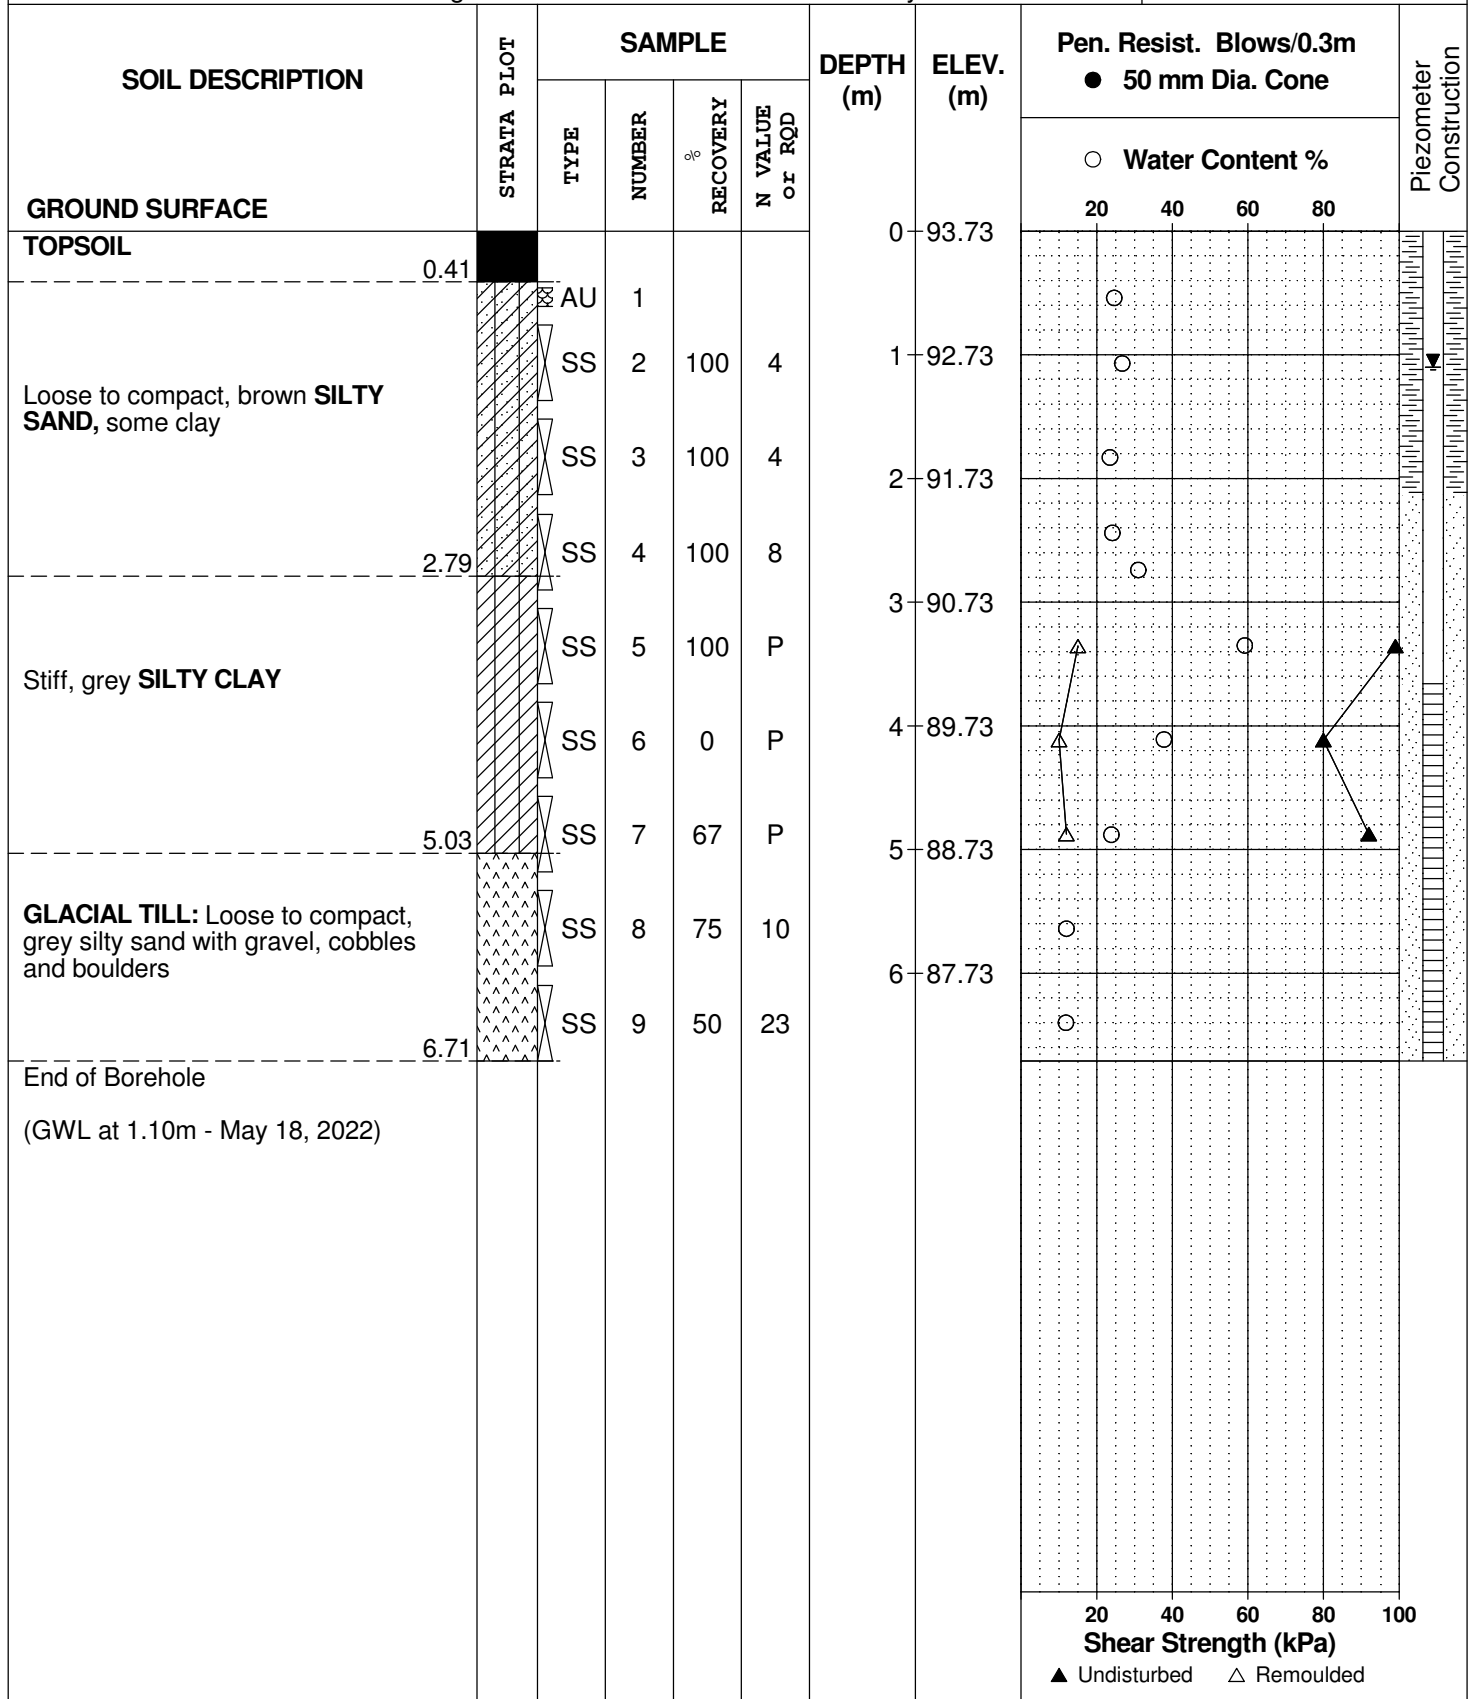 SOIL DESCRIPTION
GROUND SURFACE
STRATA PLOT
SAMPLE
TYPE
NUMBER
%
RECOVERY
N VALUE
or RQD
DEPTH
(m)
ELEV.
(m)
Pen. Resist. Blows/0.3m
● 50 mm Dia. Cone
○ Water Content %
20 40 60 80
Piezometer
Construction
0 93.73
TOPSOIL
0.41
AU 1
1 92.73
SS 2 100 4
Loose to compact, brown SILTY
SAND, some clay
SS 3 100 4
2 91.73
SS 4 100 8
2.79
3 90.73
SS 5 100 P
Stiff, grey SILTY CLAY
4 89.73
SS 6 0 P
SS 7 67 P
5.03
5 88.73
GLACIAL TILL: Loose to compact,
grey silty sand with gravel, cobbles
and boulders
SS 8 75 10
6 87.73
SS 9 50 23
6.71
End of Borehole
(GWL at 1.10m - May 18, 2022)
20 40 60 80 100
Shear Strength (kPa)
▲ Undisturbed △ Remoulded